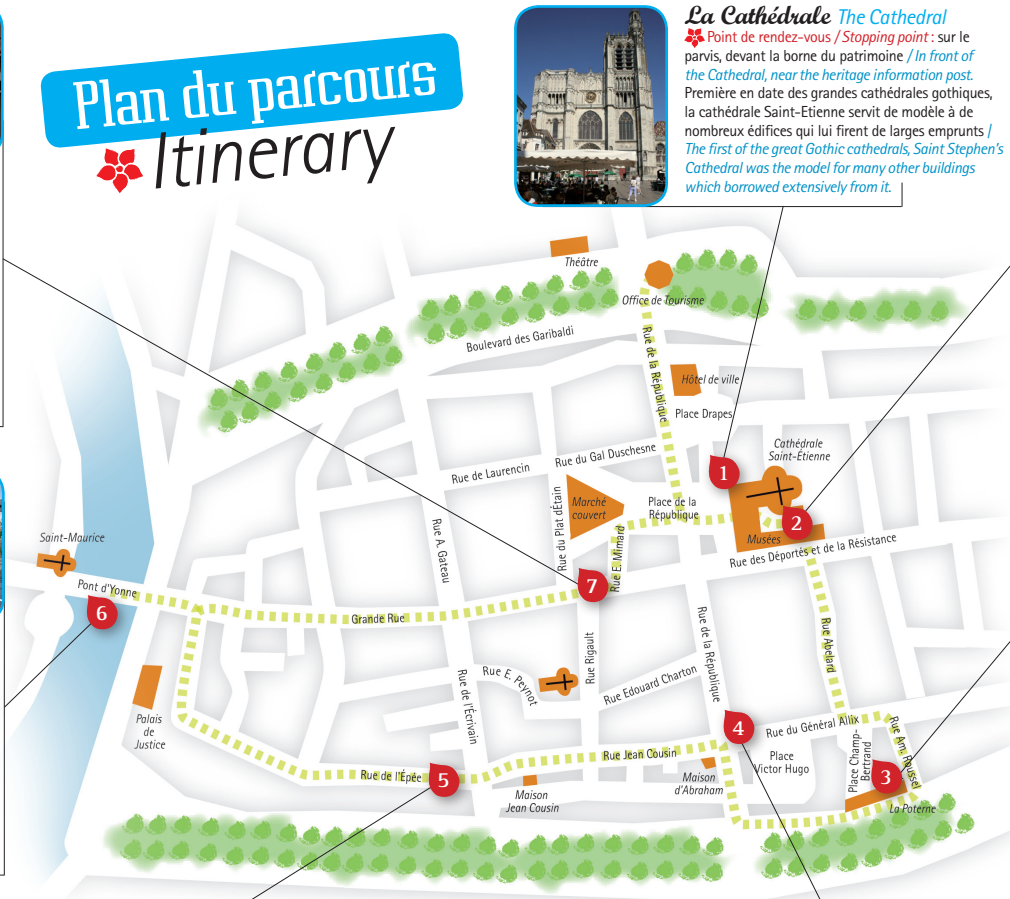 Plan du parcours
Itinerary
La Cathédrale The Cathedral
Point de rendez-vous / Stopping point : sur le
parvis, devant la borne du patrimoine / In front of
the Cathedral, near the heritage information post.
Première en date des grandes cathédrales gothiques,
la cathédrale Saint-Etienne servit de modèle à de
nombreux édifices qui lui firent de larges emprunts /
The first of the great Gothic cathedrals, Saint Stephen's
Cathedral was the model for many other buildings
which borrowed extensively from it.
Théâtre
Office de Tourisme
Boulevard des Garibaldi
Rue de la République
Hôtel de ville
Place Drapes
Cathédrale
Saint-Étienne
1
Rue du Gal Duschesne
Rue de Laurencin
Marché
couvert
Place de la
République
2
Musées
Rue des Déportés et de la Résistance
Rue du Plat d'Étain
Rue A. Gateau
Rue E. Mimard
Saint-Maurice
Pont d'Yonne
6
7
Grande Rue
Rue de la République
Rue Abelard
Rue Rigault
Rue E. Peynot
Rue Edouard Charton
Rue de l'Écrivain
Palais
de
Justice
4
Rue du Général Allix
Rue Am. Roussel
Place Champ-
Bertrand
Place
Victor Hugo
Rue Jean Cousin
Rue de l'Épée
5
Maison
Jean Cousin
Maison
d'Abraham
3
La Poterne